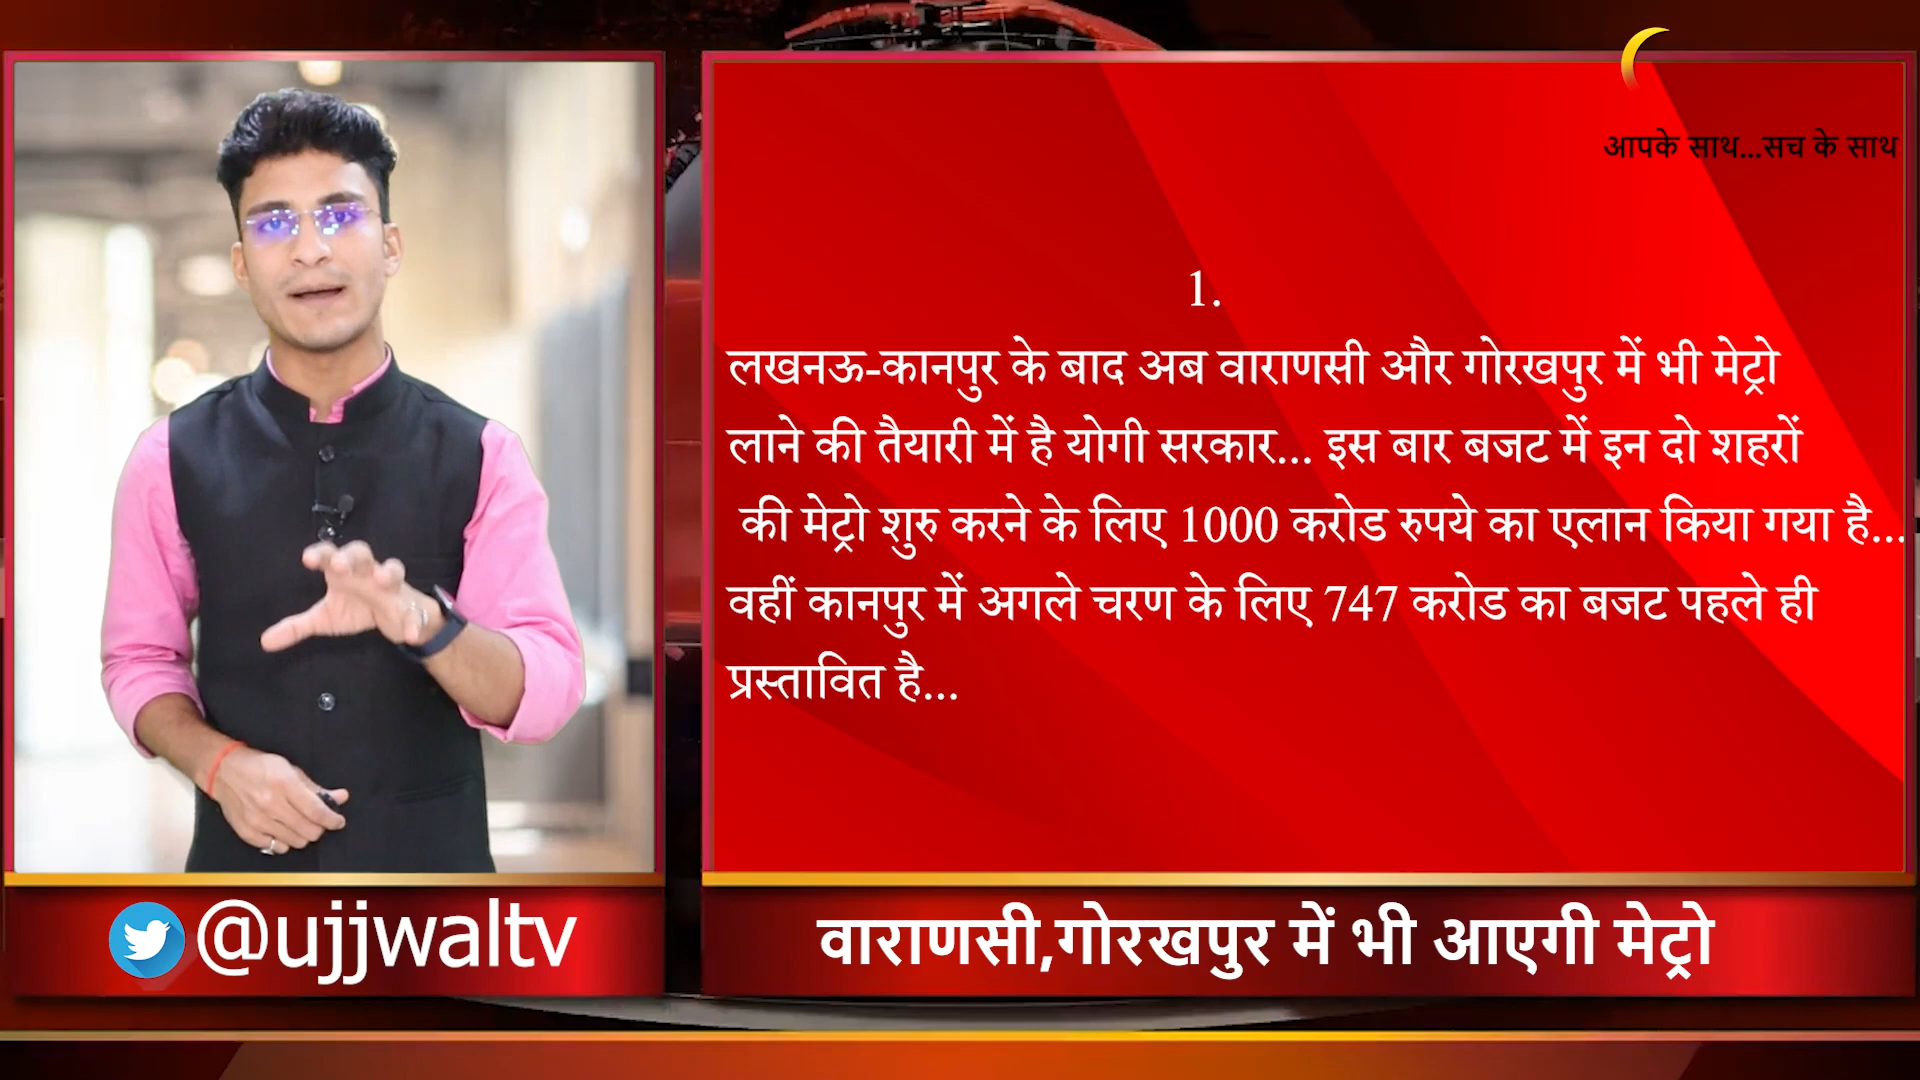 आपके साथ...सच के साथ
1.
लखनऊ-कानपुर के बाद अब वाराणसी और गोरखपुर में भी मेट्रो
लाने की तैयारी में है योगी सरकार... इस बार बजट में इन दो शहरों
की मेट्रो शुरु करने के लिए 1000 करोड रुपये का एलान किया गया है...
वहीं कानपुर में अगले चरण के लिए 747 करोड का बजट पहले ही
प्रस्तावित है...
@ujjwaltv
वाराणसी,गोरखपुर में भी आएगी मेट्रो